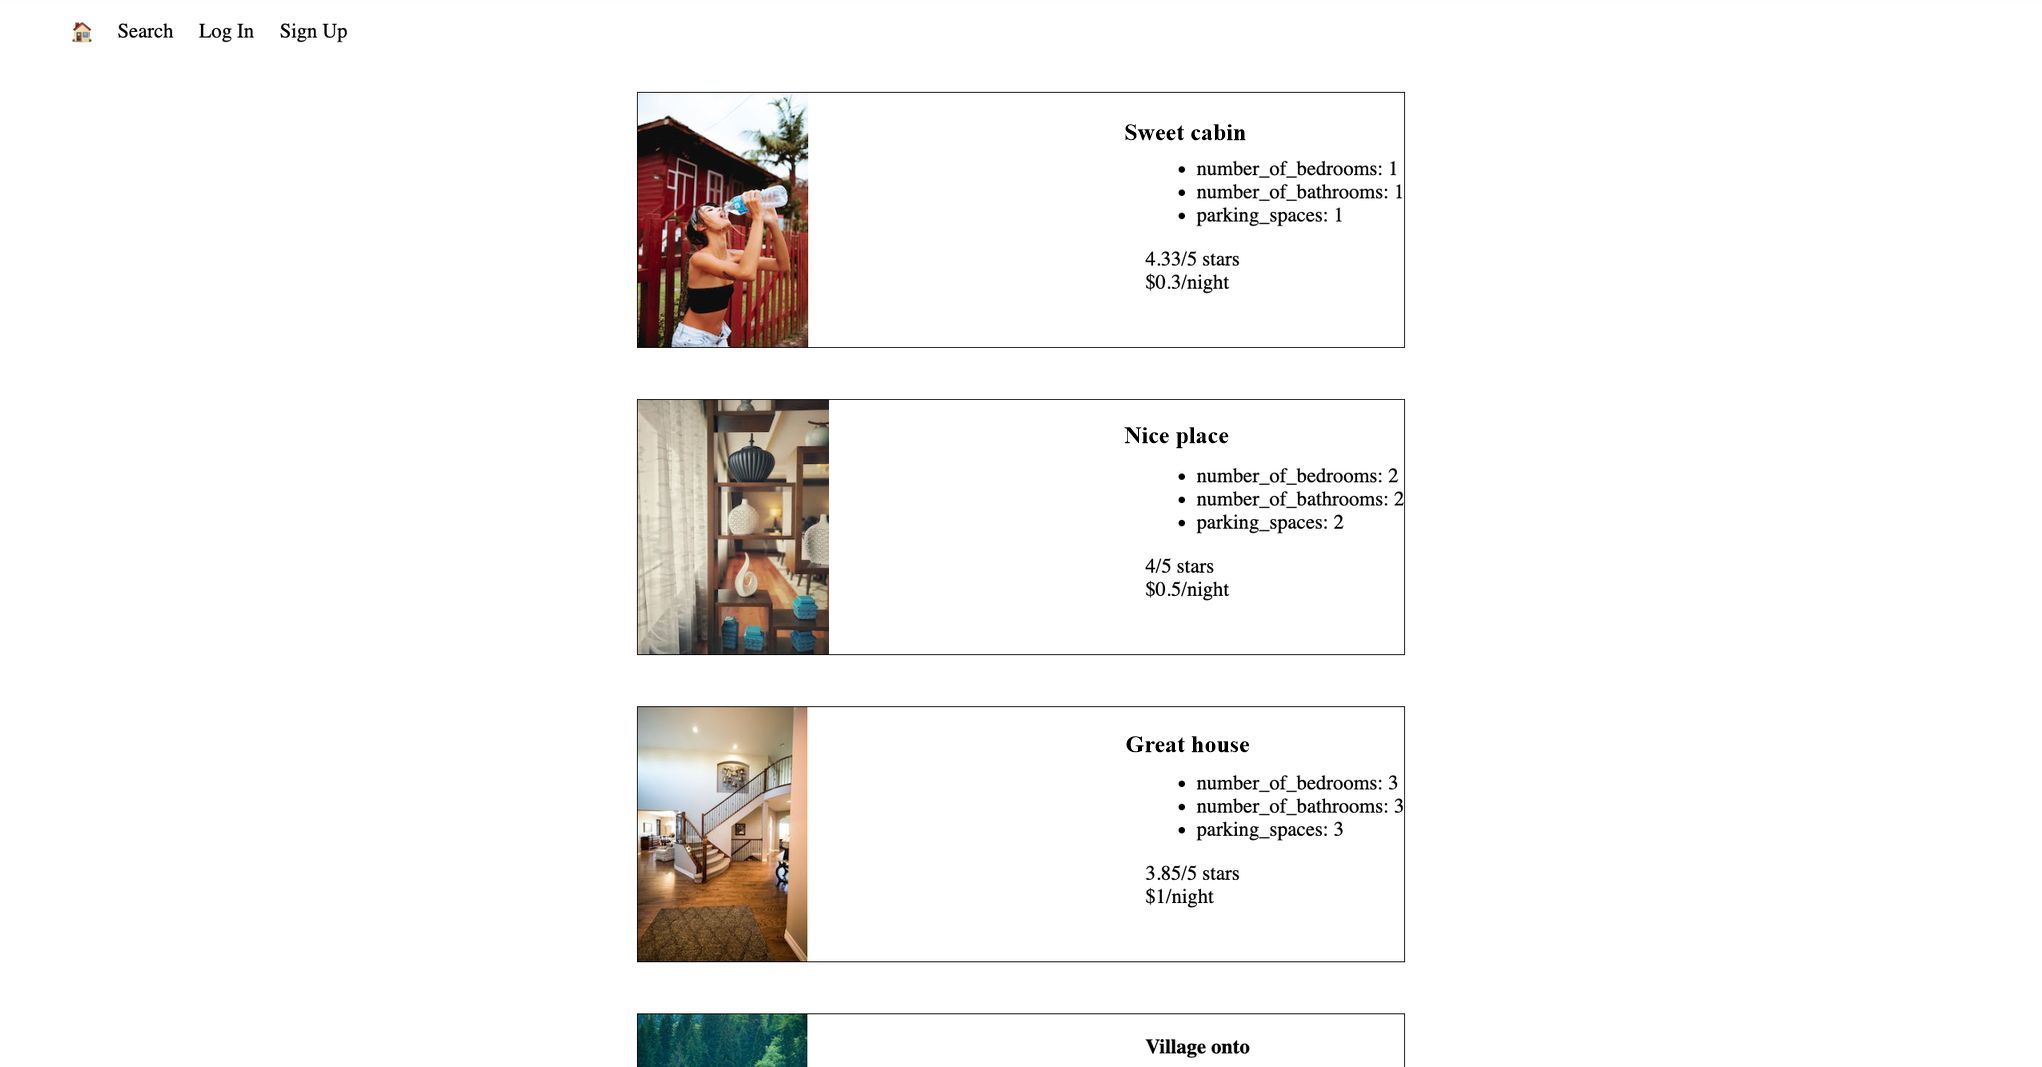 🏠 Search Log In Sign Up
Sweet cabin
• number_of_bedrooms: 1
• number_of_bathrooms: 1
• parking_spaces: 1
4.33/5 stars
$0.3/night
Nice place
• number_of_bedrooms: 2
• number_of_bathrooms: 2
• parking_spaces: 2
4/5 stars
$0.5/night
Great house
• number_of_bedrooms: 3
• number_of_bathrooms: 3
• parking_spaces: 3
3.85/5 stars
$1/night
Village onto